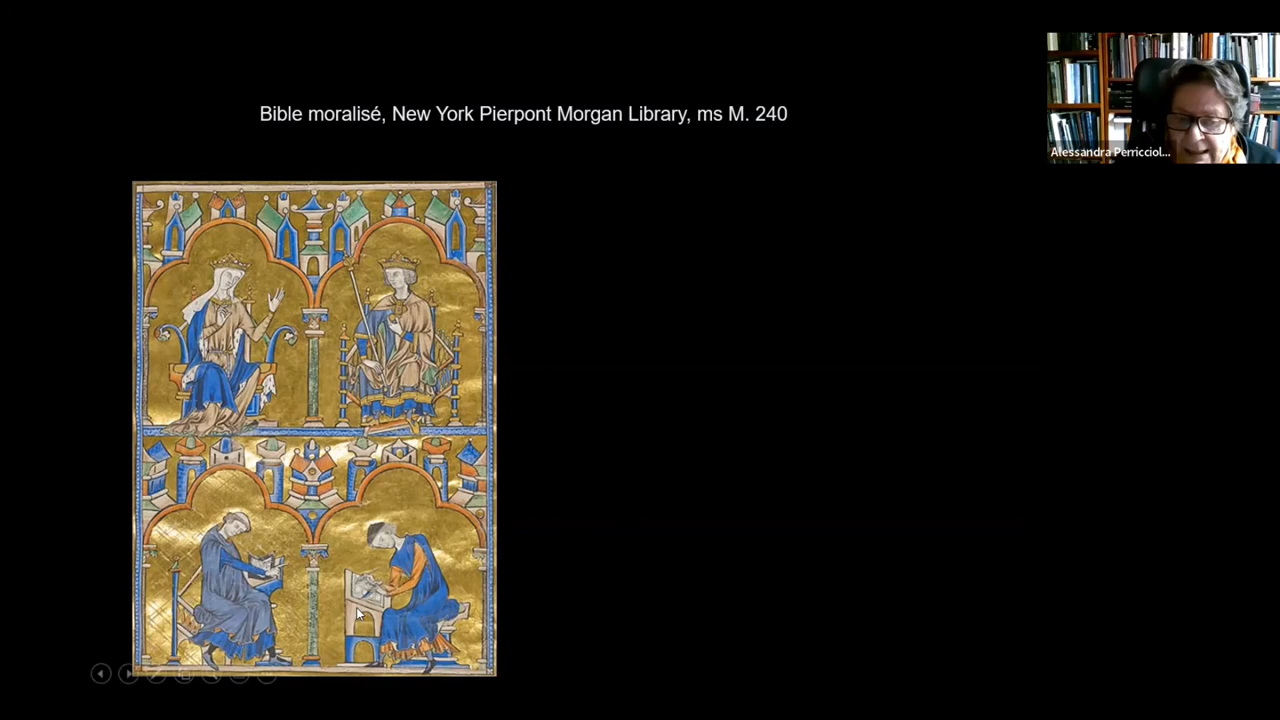 Bible moralisé, New York Pierpont Morgan Library, ms M. 240
Alessandra Perricciol...